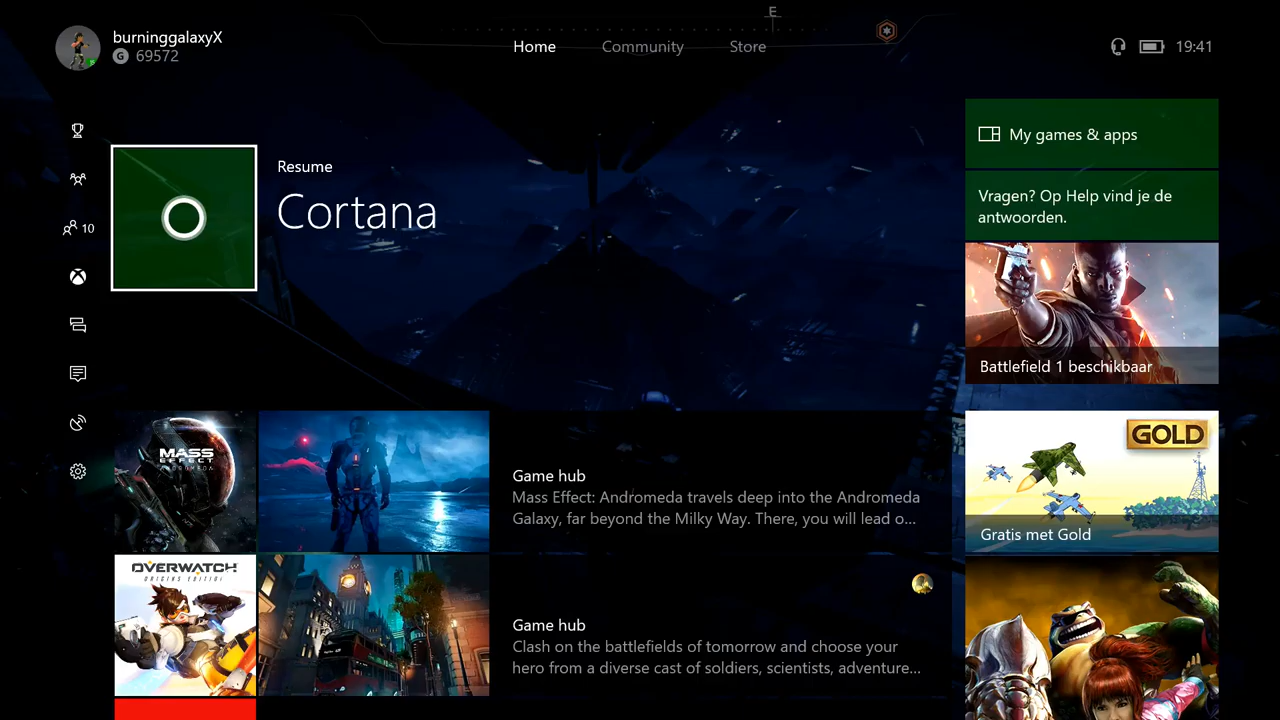 burninggalaxyX
G 69572
E
Home
Community
Store
19:41
10
Resume
Cortana
My games & apps
Vragen? Op Help vind je de
antwoorden.
Battlefield 1 beschikbaar
MASS
EFFECT
ANDROMEDA
Game hub
Mass Effect: Andromeda travels deep into the Andromeda
Galaxy, far beyond the Milky Way. There, you will lead o...
GOLD
Gratis met Gold
OVERWATCH
ORIGINS EDITION
Game hub
Clash on the battlefields of tomorrow and choose your
hero from a diverse cast of soldiers, scientists, adventure...